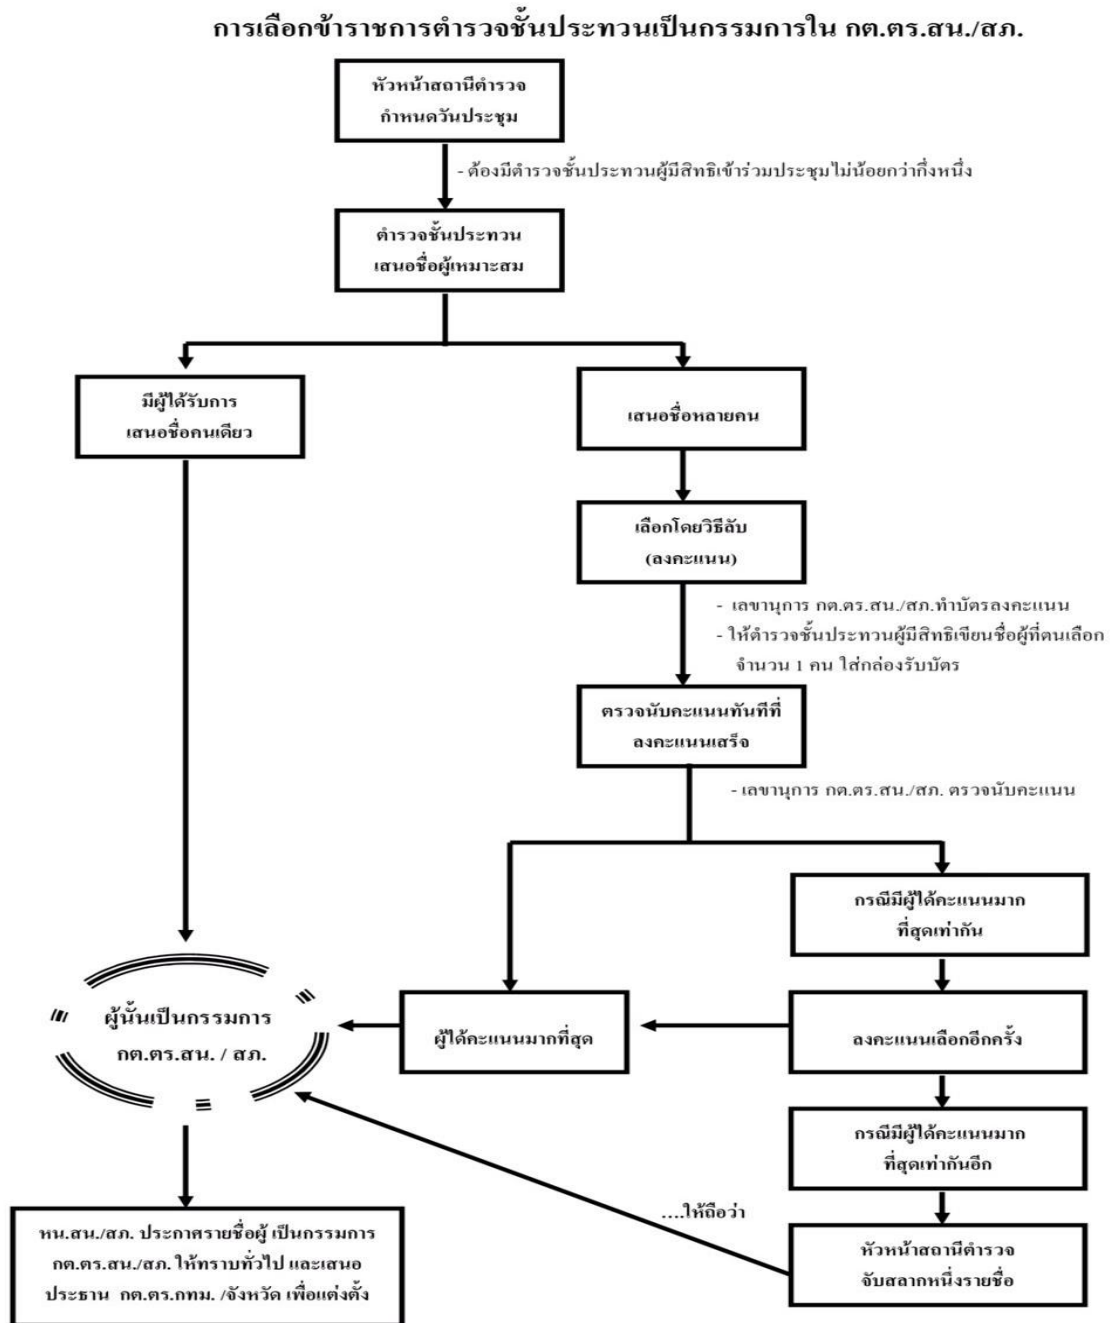 การเลือกข้าราชการตำรวจชั้นประทวนเป็นกรรมการใน กต.ตร.สน./สภ.
หัวหน้าสถานีตำรวจ
กำหนดวันประชุม
- ต้องมีตำรวจชั้นประทวนผู้มีสิทธิเข้าร่วมประชุมไม่น้อยกว่ากึ่งหนึ่ง
ตำรวจชั้นประทวน
เสนอชื่อผู้เหมาะสม
มีผู้ได้รับการ
เสนอชื่อคนเดียว
เสนอชื่อหลายคน
เลือกโดยวิธีลับ
(ลงคะแนน)
- เลขานุการ กต.ตร.สน./สภ.ทำบัตรลงคะแนน
- ให้ตำรวจชั้นประทวนผู้มีสิทธิเขียนชื่อผู้ที่ตนเลือก
จำนวน 1 คน ใส่กล่องรับบัตร
ตรวจนับคะแนนทันทีที่
ลงคะแนนเสร็จ
- เลขานุการ กต.ตร.สน./สภ. ตรวจนับคะแนน
กรณีมีผู้ได้คะแนนมาก
ที่สุดเท่ากัน
ผู้นั้นเป็นกรรมการ
กต.ตร.สน. / สภ.
ผู้ได้คะแนนมากที่สุด
ลงคะแนนเลือกอีกครั้ง
กรณีมีผู้ได้คะแนนมาก
ที่สุดเท่ากันอีก
....ให้ถือว่า
หัวหน้าสถานีตำรวจ
จับสลากหนึ่งรายชื่อ
หน.สน./สภ. ประกาศรายชื่อผู้ เป็นกรรมการ
กต.ตร.สน./สภ. ให้ทราบทั่วไป และเสนอ
ประธาน กต.ตร.กทม. /จังหวัด เพื่อแต่งตั้ง